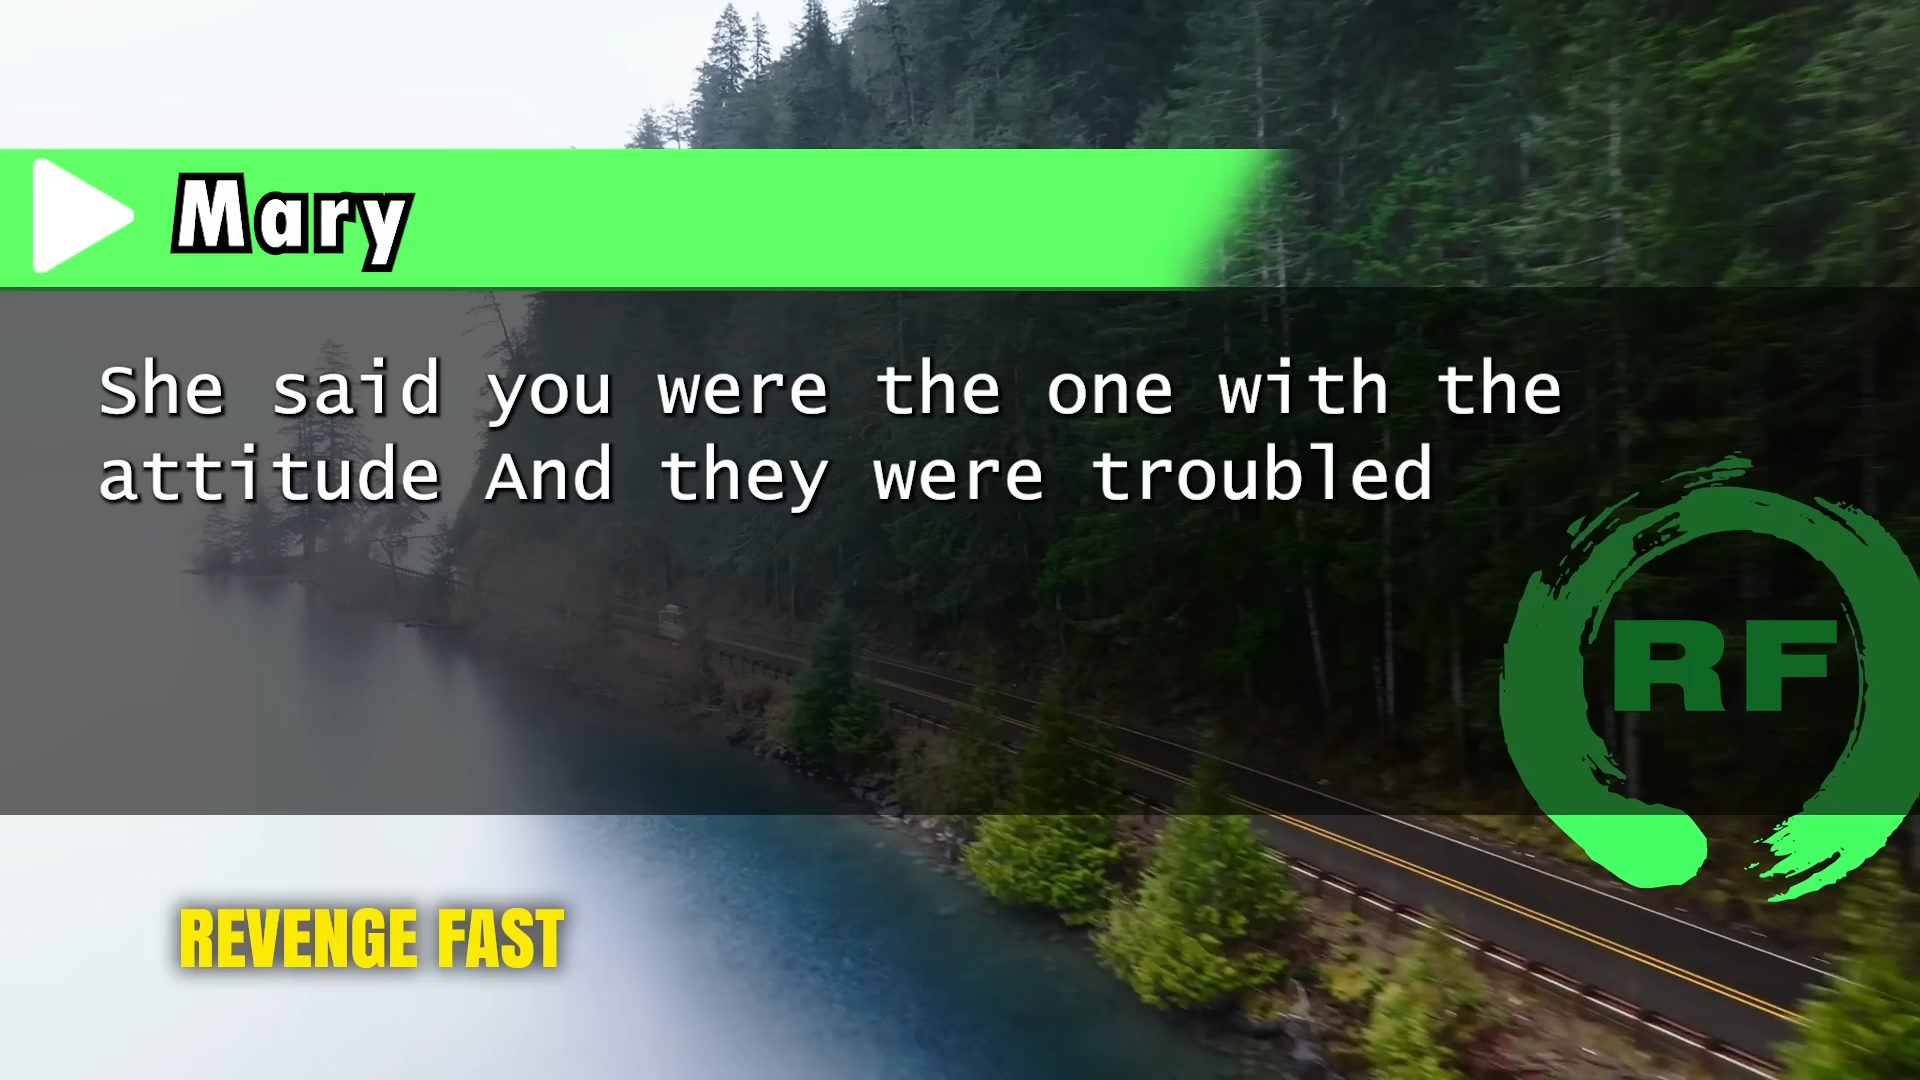 Mary
She said you were the one with the
attitude And they were troubled
RF
REVENGE FAST